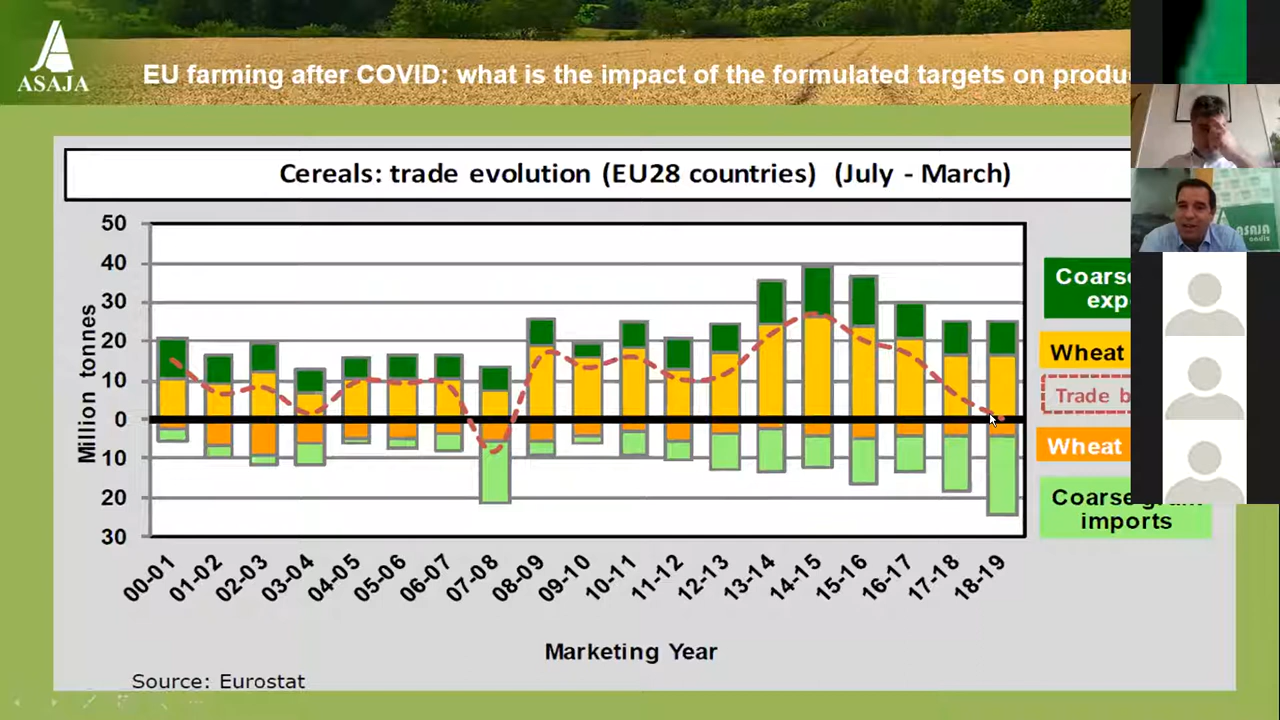 ASAJA
EU farming after COVID: what is the impact of the formulated targets on
Cereals: trade evolution (EU28 countries) (July - March)
50
40
30
20
10
0
10
20
30
Million tonnes
00-01
01-02
02-03
03-04
04-05
05-06
06-07
07-08
08-09
09-10
10-11
11-12
12-13
13-14
14-15
15-16
16-17
17-18
18-19
Marketing Year
Wheat
Trade
Wheat
Coarse grain
imports
Source: Eurostat
ASAJA